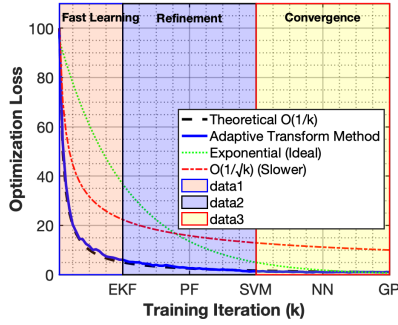 Fast Learning Refinement Convergence
100
80
60
40
20
0
Optimization Loss
Theoretical O(1/k)
Adaptive Transform Method
Exponential (Ideal)
O(1/√k) (Slower)
data1
data2
data3
EKF PF SVM NN GP
Training Iteration (k)